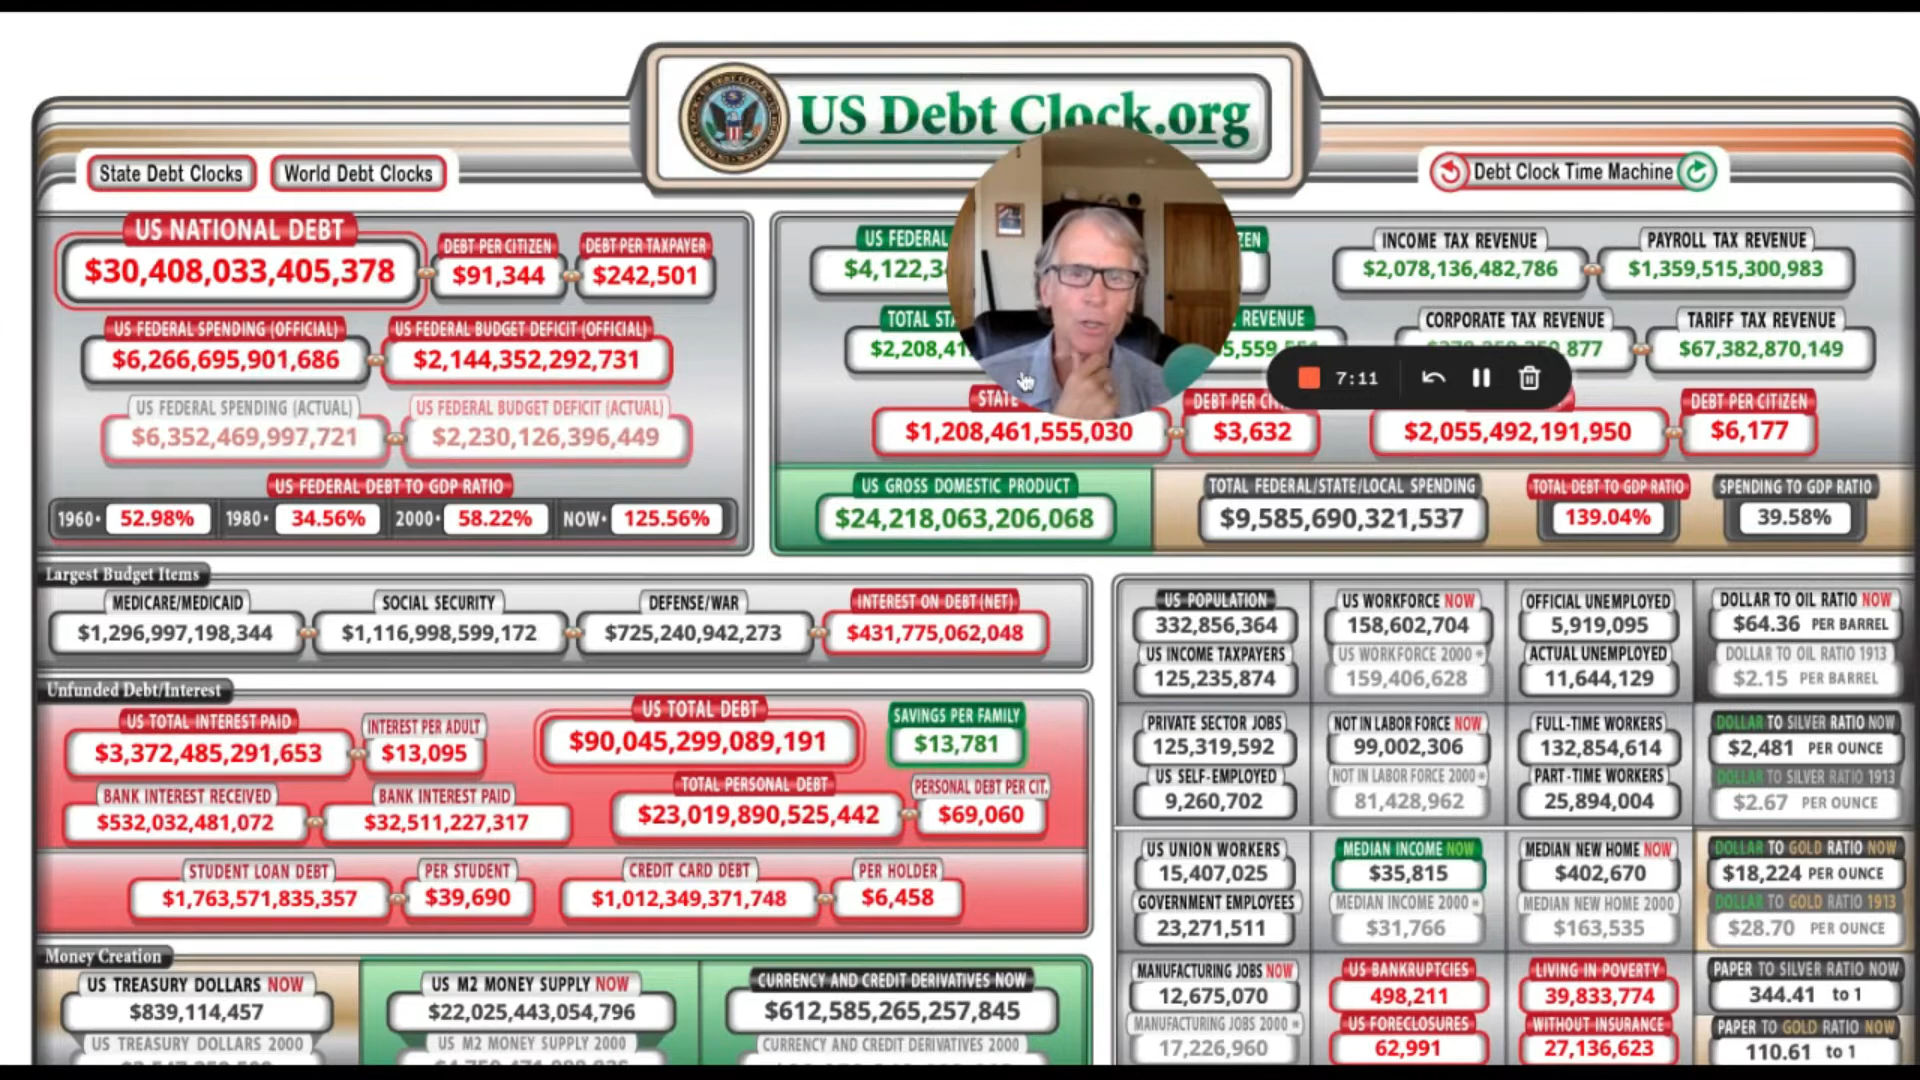 US Debt Clock.org
State Debt Clocks
World Debt Clocks
Debt Clock Time Machine
US NATIONAL DEBT
$30,408,033,405,378
DEBT PER CITIZEN
$91,344
DEBT PER TAXPAYER
$242,501
US FEDERAL SPENDING (OFFICIAL)
$6,266,695,901,686
US FEDERAL BUDGET DEFICIT (OFFICIAL)
$2,144,352,292,731
US FEDERAL SPENDING (ACTUAL)
$6,352,469,997,721
US FEDERAL BUDGET DEFICIT (ACTUAL)
$2,230,126,396,449
US FEDERAL DEBT TO GDP RATIO
1960• 52.98% 1980• 34.56% 2000• 58.22% NOW• 125.56%
US FEDERAL
$4,122,3
ZEN
INCOME TAX REVENUE
$2,078,136,482,786
PAYROLL TAX REVENUE
$1,359,515,300,983
TOTAL STA
$2,208,41
REVENUE
CORPORATE TAX REVENUE
877
TARIFF TAX REVENUE
$67,382,870,149
7:11
STATE
$1,208,461,555,030
DEBT PER CI
$3,632
$2,055,492,191,950
DEBT PER CITIZEN
$6,177
US GROSS DOMESTIC PRODUCT
$24,218,063,206,068
TOTAL FEDERAL/STATE/LOCAL SPENDING
$9,585,690,321,537
TOTAL DEBT TO GDP RATIO
139.04%
SPENDING TO GDP RATIO
39.58%
Largest Budget Items
MEDICARE/MEDICAID
$1,296,997,198,344
SOCIAL SECURITY
$1,116,998,599,172
DEFENSE/WAR
$725,240,942,273
INTEREST ON DEBT (NET)
$431,775,062,048
Unfunded Debt/Interest
US TOTAL INTEREST PAID
$3,372,485,291,653
INTEREST PER ADULT
$13,095
US TOTAL DEBT
$90,045,299,089,191
SAVINGS PER FAMILY
$13,781
BANK INTEREST RECEIVED
$532,032,481,072
BANK INTEREST PAID
$32,511,227,317
TOTAL PERSONAL DEBT
$23,019,890,525,442
PERSONAL DEBT PER CIT.
$69,060
STUDENT LOAN DEBT
$1,763,571,835,357
PER STUDENT
$39,690
CREDIT CARD DEBT
$1,012,349,371,748
PER HOLDER
$6,458
Money Creation
US TREASURY DOLLARS NOW
$839,114,457
US TREASURY DOLLARS 2000
US M2 MONEY SUPPLY NOW
$22,025,443,054,796
US M2 MONEY SUPPLY 2000
CURRENCY AND CREDIT DERIVATIVES NOW
$612,585,265,257,845
CURRENCY AND CREDIT DERIVATIVES 2000
US POPULATION
332,856,364
US INCOME TAXPAYERS
125,235,874
US WORKFORCE NOW
158,602,704
US WORKFORCE 2000
159,406,628
OFFICIAL UNEMPLOYED
5,919,095
ACTUAL UNEMPLOYED
11,644,129
DOLLAR TO OIL RATIO NOW
$64.36 PER BARREL
DOLLAR TO OIL RATIO 1913
$2.15 PER BARREL
PRIVATE SECTOR JOBS
125,319,592
US SELF-EMPLOYED
9,260,702
NOT IN LABOR FORCE NOW
99,002,306
NOT IN LABOR FORCE 2000
81,428,962
FULL-TIME WORKERS
132,854,614
PART-TIME WORKERS
25,894,004
DOLLAR TO SILVER RATIO NOW
$2,481 PER OUNCE
DOLLAR TO SILVER RATIO 1913
$2.67 PER OUNCE
US UNION WORKERS
15,407,025
GOVERNMENT EMPLOYEES
23,271,511
MEDIAN INCOME NOW
$35,815
MEDIAN INCOME 2000
$31,766
MEDIAN NEW HOME NOW
$402,670
MEDIAN NEW HOME 2000
$163,535
DOLLAR TO GOLD RATIO NOW
$18,224 PER OUNCE
DOLLAR TO GOLD RATIO 1913
$28.70 PER OUNCE
MANUFACTURING JOBS NOW
12,675,070
MANUFACTURING JOBS 2000
17,226,960
US BANKRUPTCIES
498,211
US FORECLOSURES
62,991
LIVING IN POVERTY
39,833,774
WITHOUT INSURANCE
27,136,623
PAPER TO SILVER RATIO NOW
344.41 to 1
PAPER TO GOLD RATIO NOW
110.61 to 1